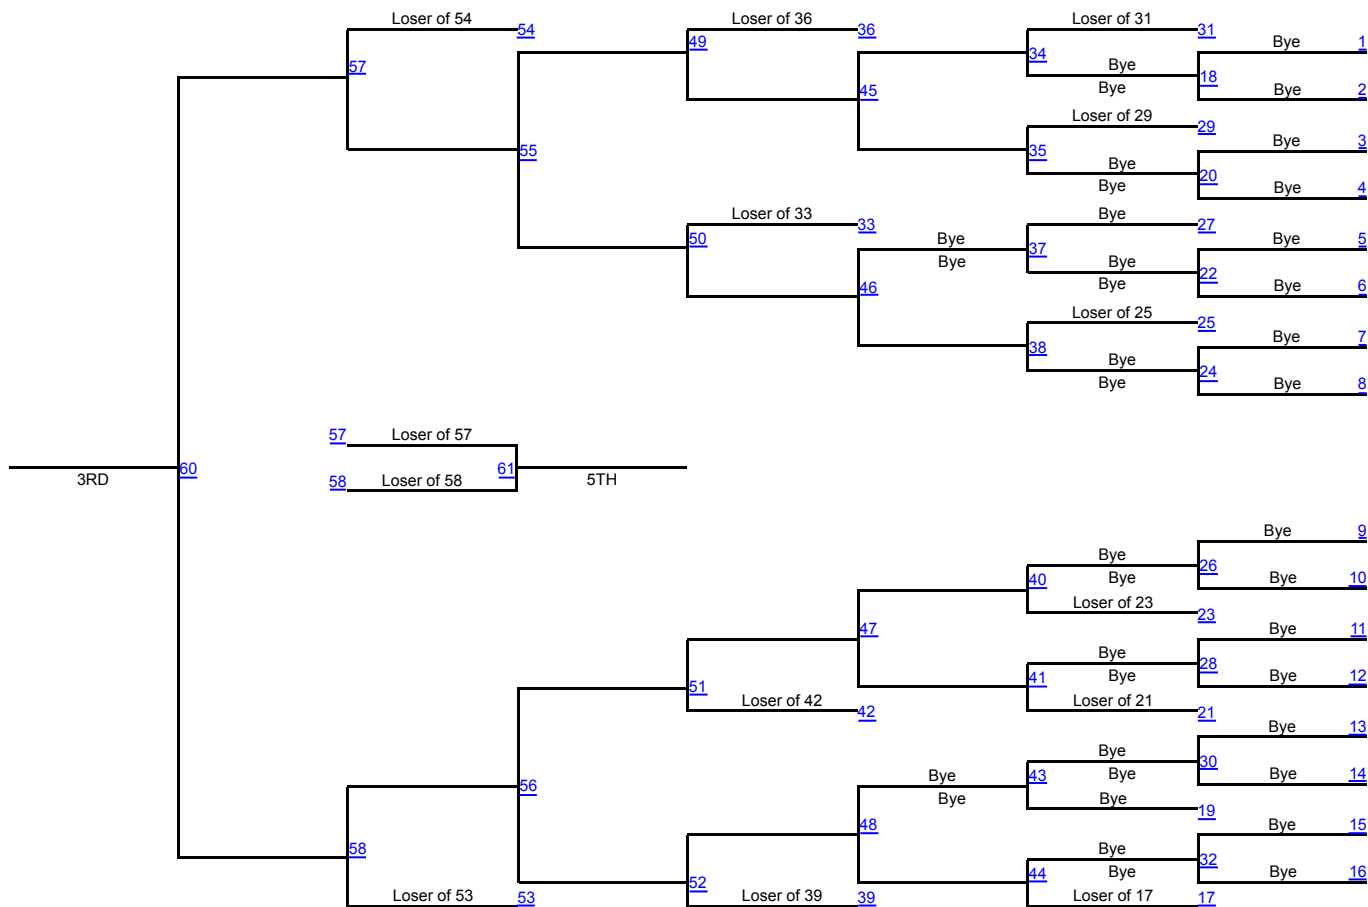 Loser of 54 54 Loser of 36 36 Loser of 31 31
Bye 1
49 34 Bye 18
57 Bye Bye 2
45
Loser of 29 29
Bye 3
55 35 Bye 20
Bye Bye 4
Loser of 33 33 Bye 27
50 Bye 37 Bye 5
Bye Bye 22
46 Bye Bye 6
Loser of 25 25
Bye 7
38 Bye 24
Bye Bye 8
57 Loser of 57
60 61
3RD 58 Loser of 58 5TH
Bye 9
Bye 26
40 Bye Bye 10
Loser of 23 23
47 Bye 11
Bye 28
41 Bye Bye 12
51 Loser of 42 42 Loser of 21 21
Bye 13
Bye 30
56 Bye 43 Bye Bye 14
Bye Bye 19
48 Bye 15
58 Bye 32
52 44 Bye Bye 16
Loser of 53 53 Loser of 39 39 Loser of 17 17